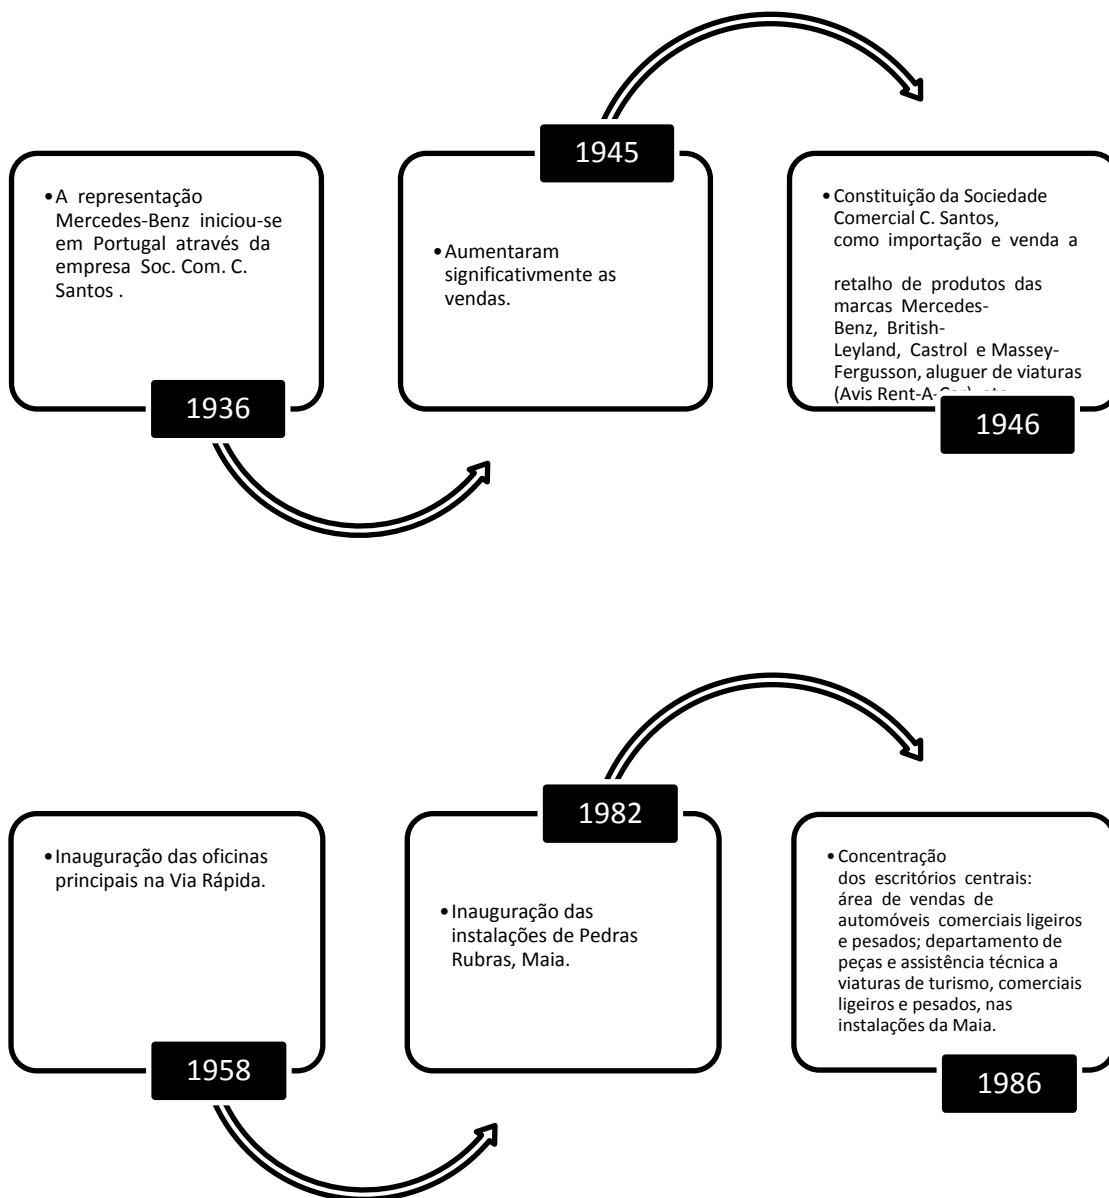 •A representação
Mercedes-Benz iniciou-se
em Portugal através da
empresa Soc. Com. C.
Santos .
1936
1945
•Aumentaram
significativmente as
vendas.
•Constituição da Sociedade
Comercial C. Santos,
como importação e venda a
retalho de produtos das
marcas Mercedes-
Benz, British-
Leyland, Castrol e Massey-
Fergusson, aluguer de viaturas
(Avis Rent-A-
1946
•Inauguração das oficinas
principais na Via Rápida.
1958
1982
•Inauguração das
instalações de Pedras
Rubras, Maia.
•Concentração
dos escritórios centrais:
área de vendas de
automóveis comerciais ligeiros
e pesados; departamento de
peças e assistência técnica a
viaturas de turismo, comerciais
ligeiros e pesados, nas
instalações da Maia.
1986